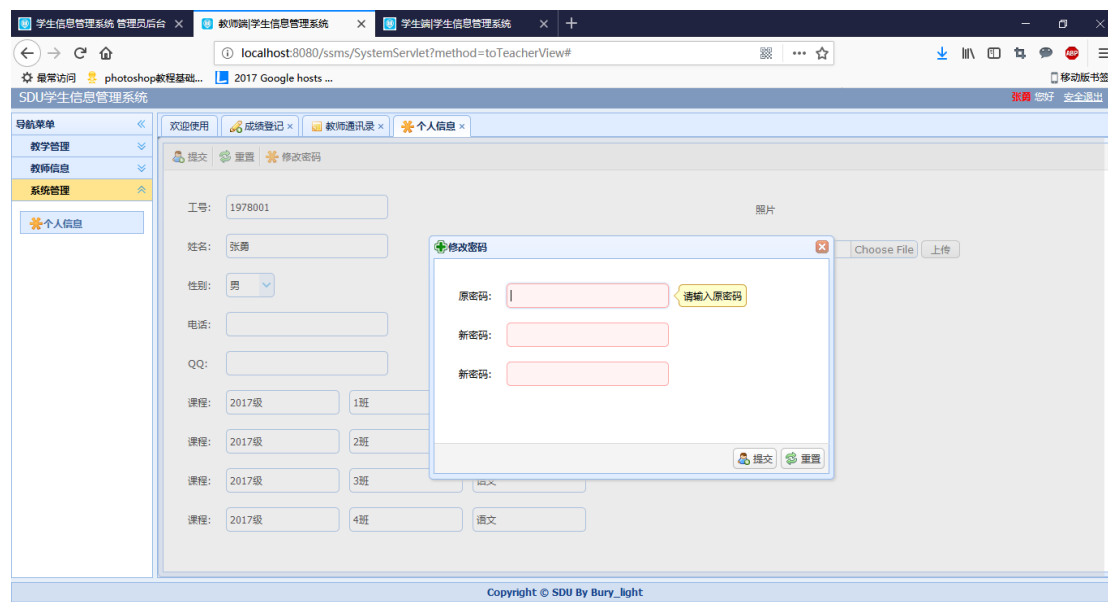 学生信息管理系统 管理员后台 教师端|学生信息管理系统 学生端|学生信息管理系统
localhost:8080/ssms/SystemServlet?method=toTeacherView#
最常访问 photoshop教程基础... 2017 Google hosts ... 移动版书签
SDU学生信息管理系统 张勇 您好 安全退出
导航菜单 欢迎使用 成绩登记 教师通讯录 个人信息
教学管理
教师信息
系统管理
个人信息
提交 重置 修改密码
工号: 1978001 照片
姓名: 张勇 Choose File 上传
性别: 男
电话:
QQ:
课程: 2017级 1班
课程: 2017级 2班
课程: 2017级 3班 语文
课程: 2017级 4班 语文
修改密码
原密码: 请输入原密码
新密码:
新密码:
提交 重置
Copyright © SDU By Bury_light